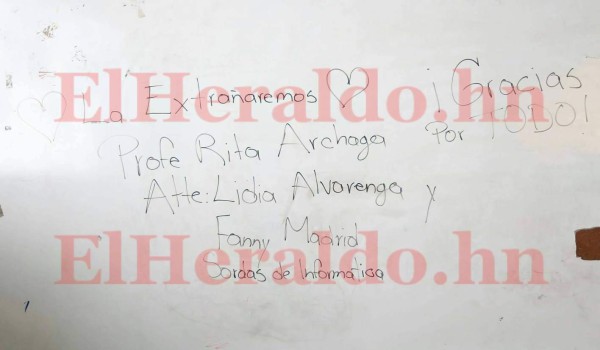 ElHeraldo.hn
La Extrañaremos
¡Gracias
Por TODO!
Profe Rita Archaga
Atte: Lidia Alvarenga y
Fanny Madrid
Sordas de Informatica
ElHeraldo.hn